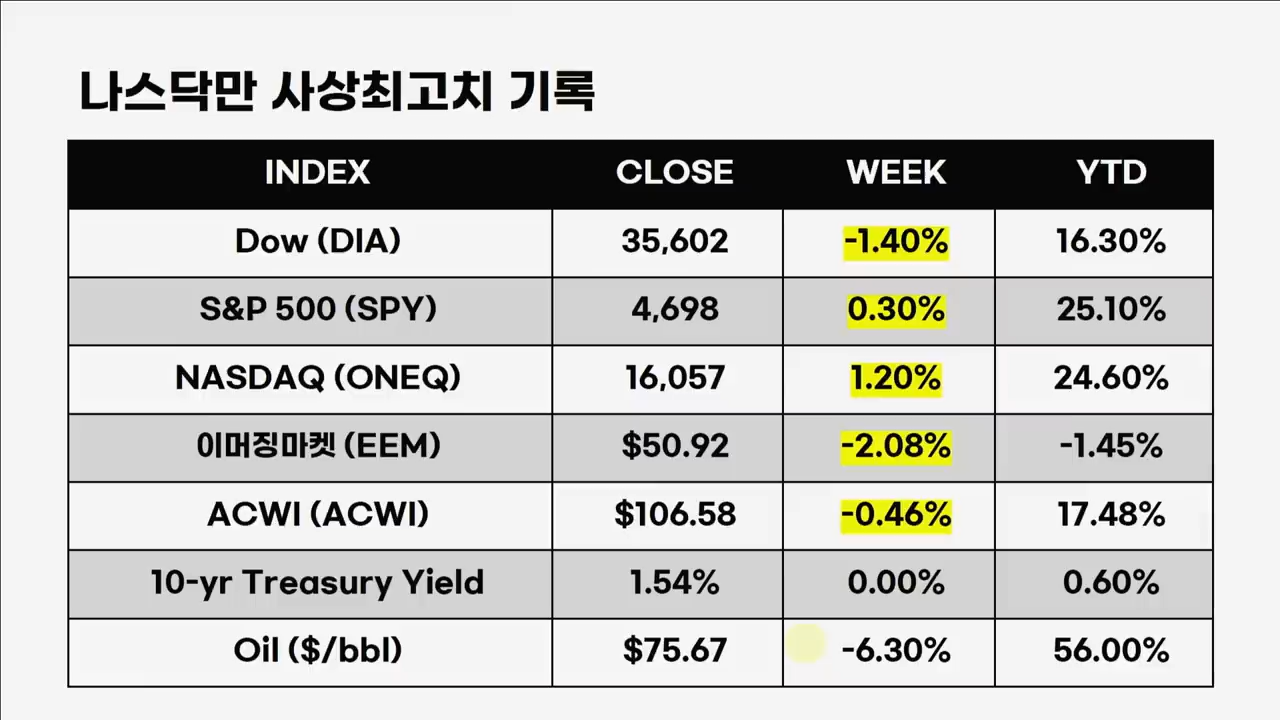 나스닥만 사상최고치 기록
INDEX CLOSE WEEK YTD
Dow (DIA) 35,602 -1.40% 16.30%
S&P 500 (SPY) 4,698 0.30% 25.10%
NASDAQ (ONEQ) 16,057 1.20% 24.60%
이머징마켓 (EEM) $50.92 -2.08% -1.45%
ACWI (ACWI) $106.58 -0.46% 17.48%
10-yr Treasury Yield 1.54% 0.00% 0.60%
Oil ($/bbl) $75.67 -6.30% 56.00%